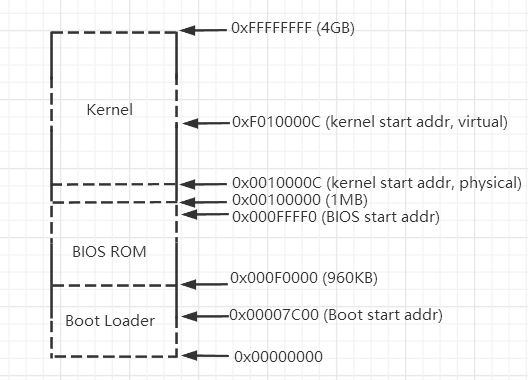 0xFFFFFFFF (4GB)
Kernel
0xF010000C (kernel start addr, virtual)
0x0010000C (kernel start addr, physical)
0x00100000 (1MB)
0x000FFFF0 (BIOS start addr)
BIOS ROM
0x000F0000 (960KB)
Boot Loader
0x00007C00 (Boot start addr)
0x00000000